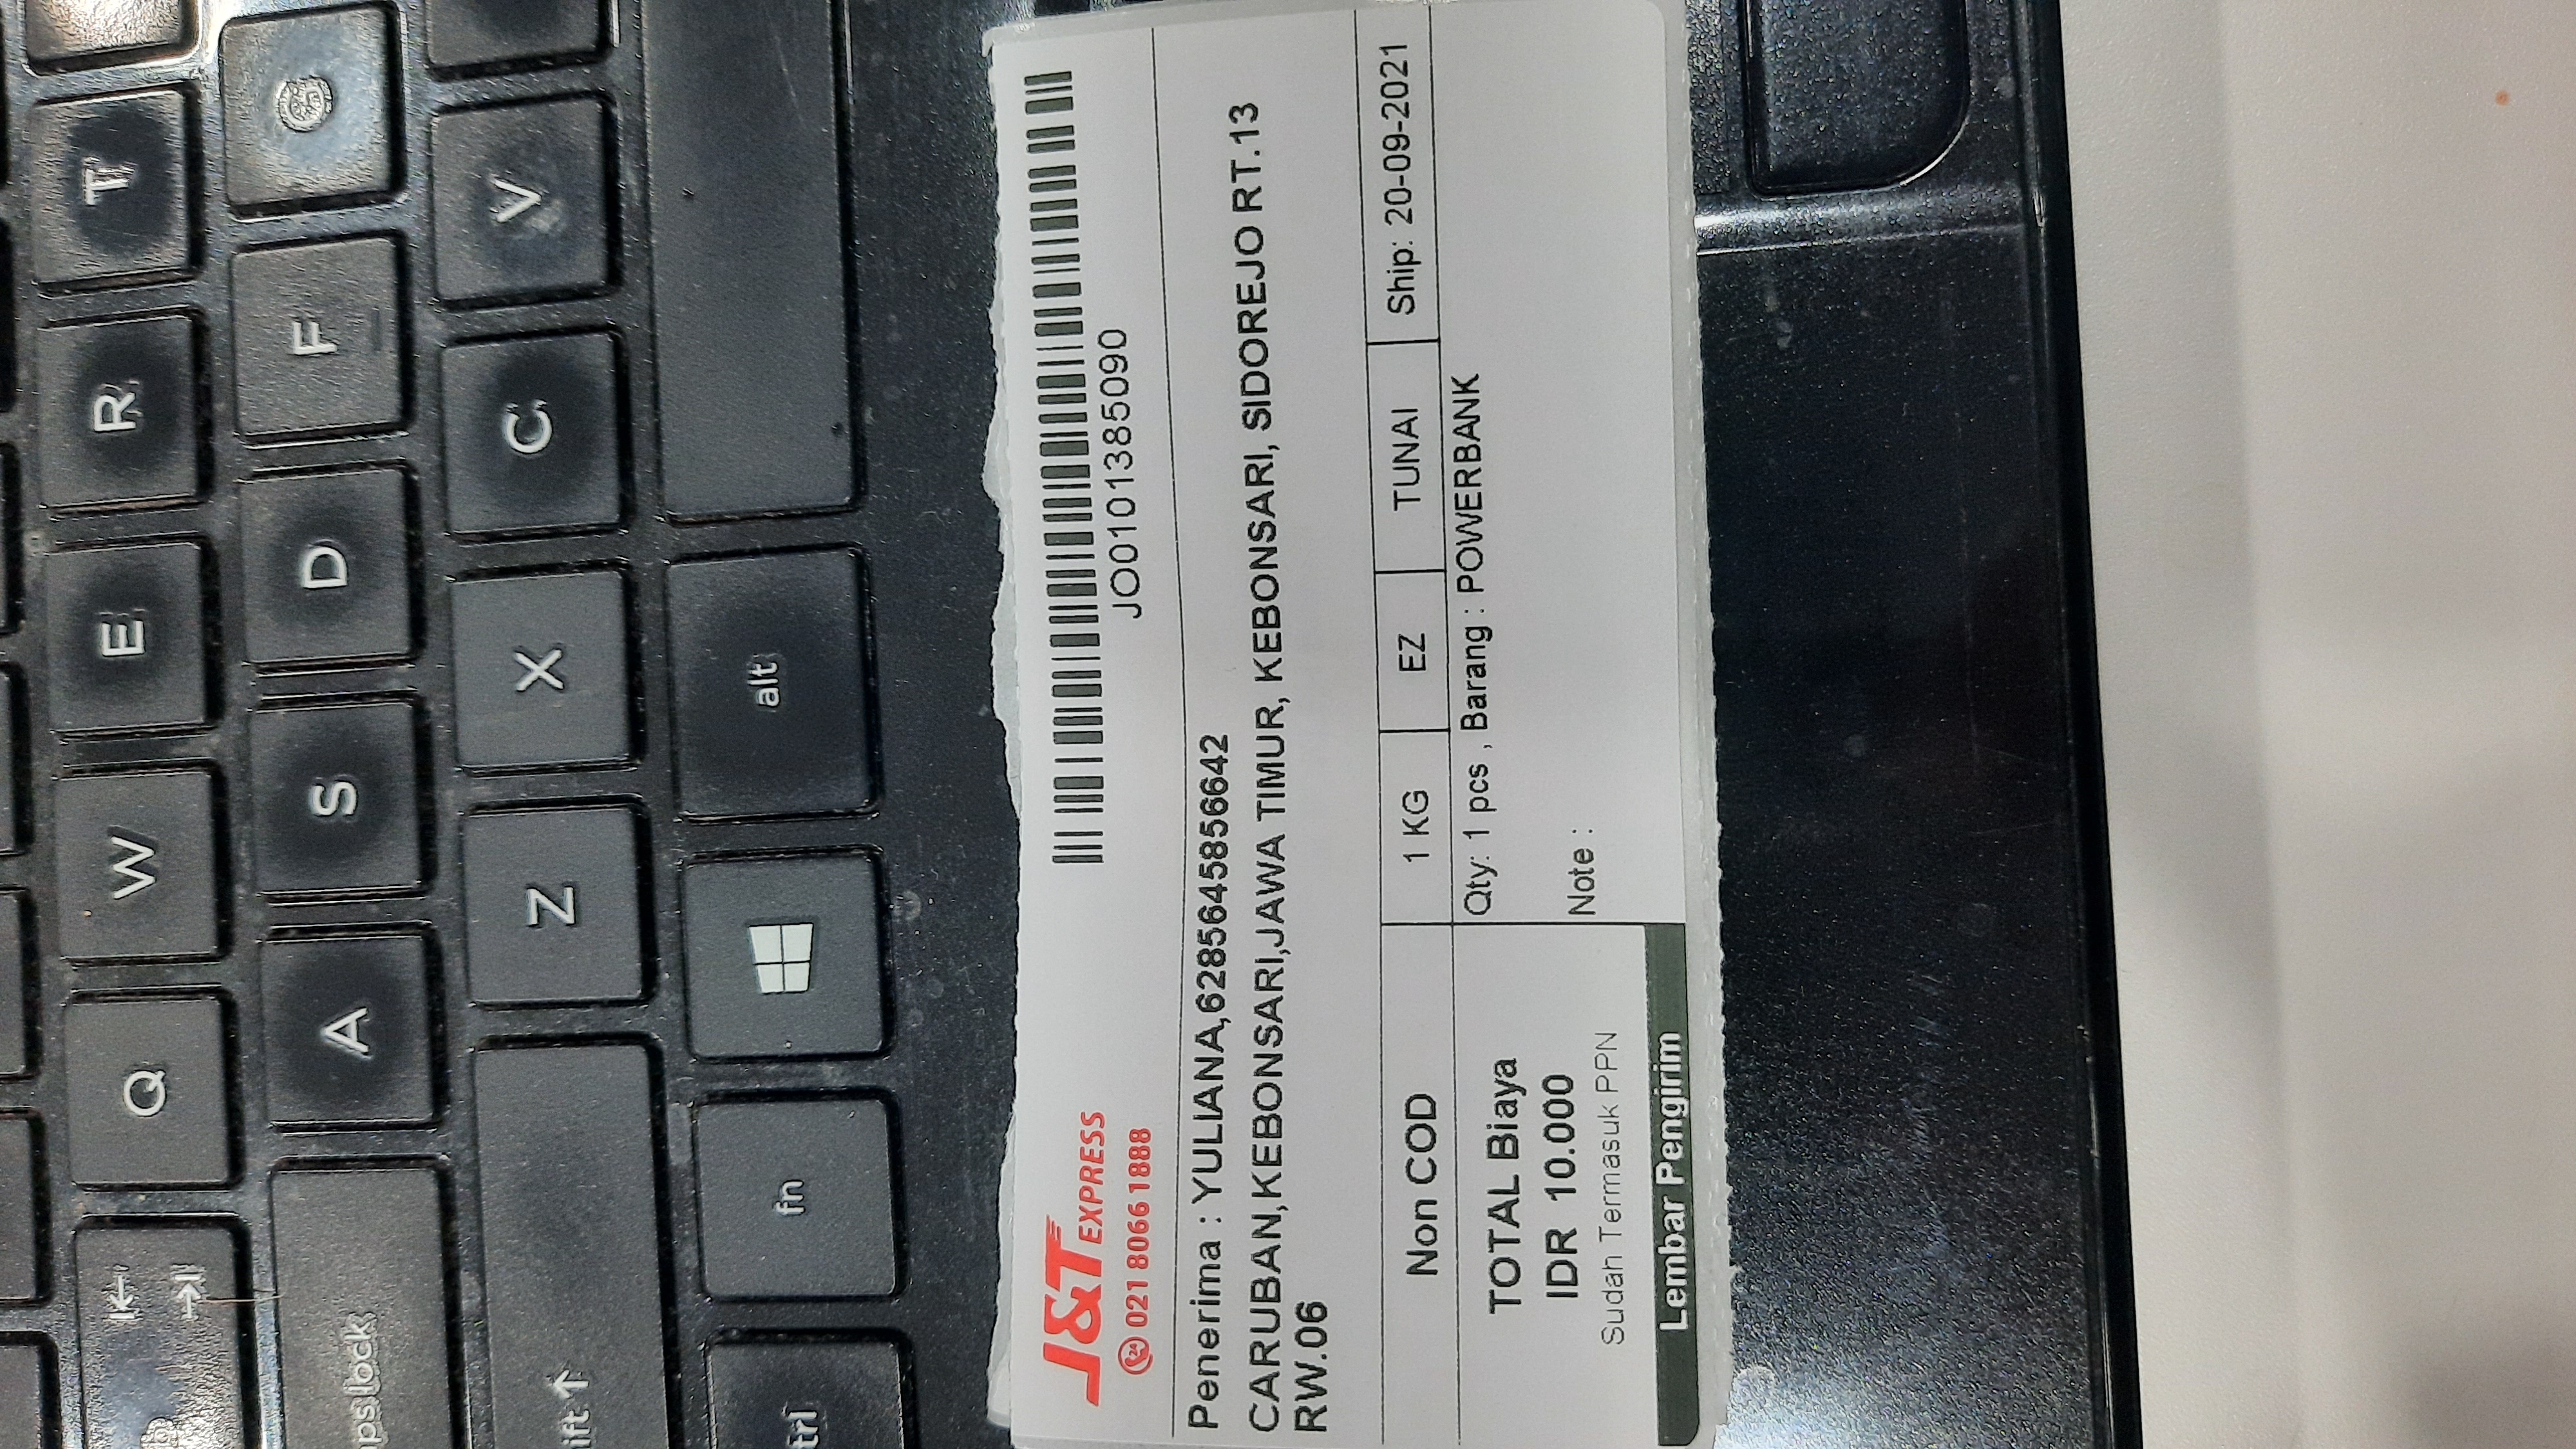 Q W E R T
ps lock A S D F
ift Z X C V
trl fn alt
J&T EXPRESS
24 021 8066 1888
JO0101385090
Penerima : YULIANA,6285645856642
CARUBAN,KEBONSARI,JAWA TIMUR, KEBONSARI, SIDOREJO RT.13
RW.06
Non COD 1 KG EZ TUNAI Ship: 20-09-2021
Qty: 1 pcs , Barang : POWERBANK
TOTAL Biaya
IDR 10.000
Note :
Sudah Termasuk PPN
Lembar Pengirim